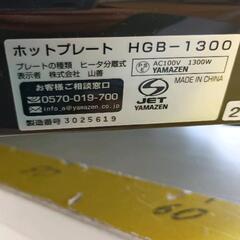 ホットプレート HGB-1300
プレートの種類 ヒータ分離式
表示者 株式会社 山善
お客様ご相談窓口
0570-019-700
info_e@yamazen.co.jp
製造番号 3025619
AC100V 1300W
YAMAZEN
MADE IN CHINA
JET
YAMAZEN
2
60